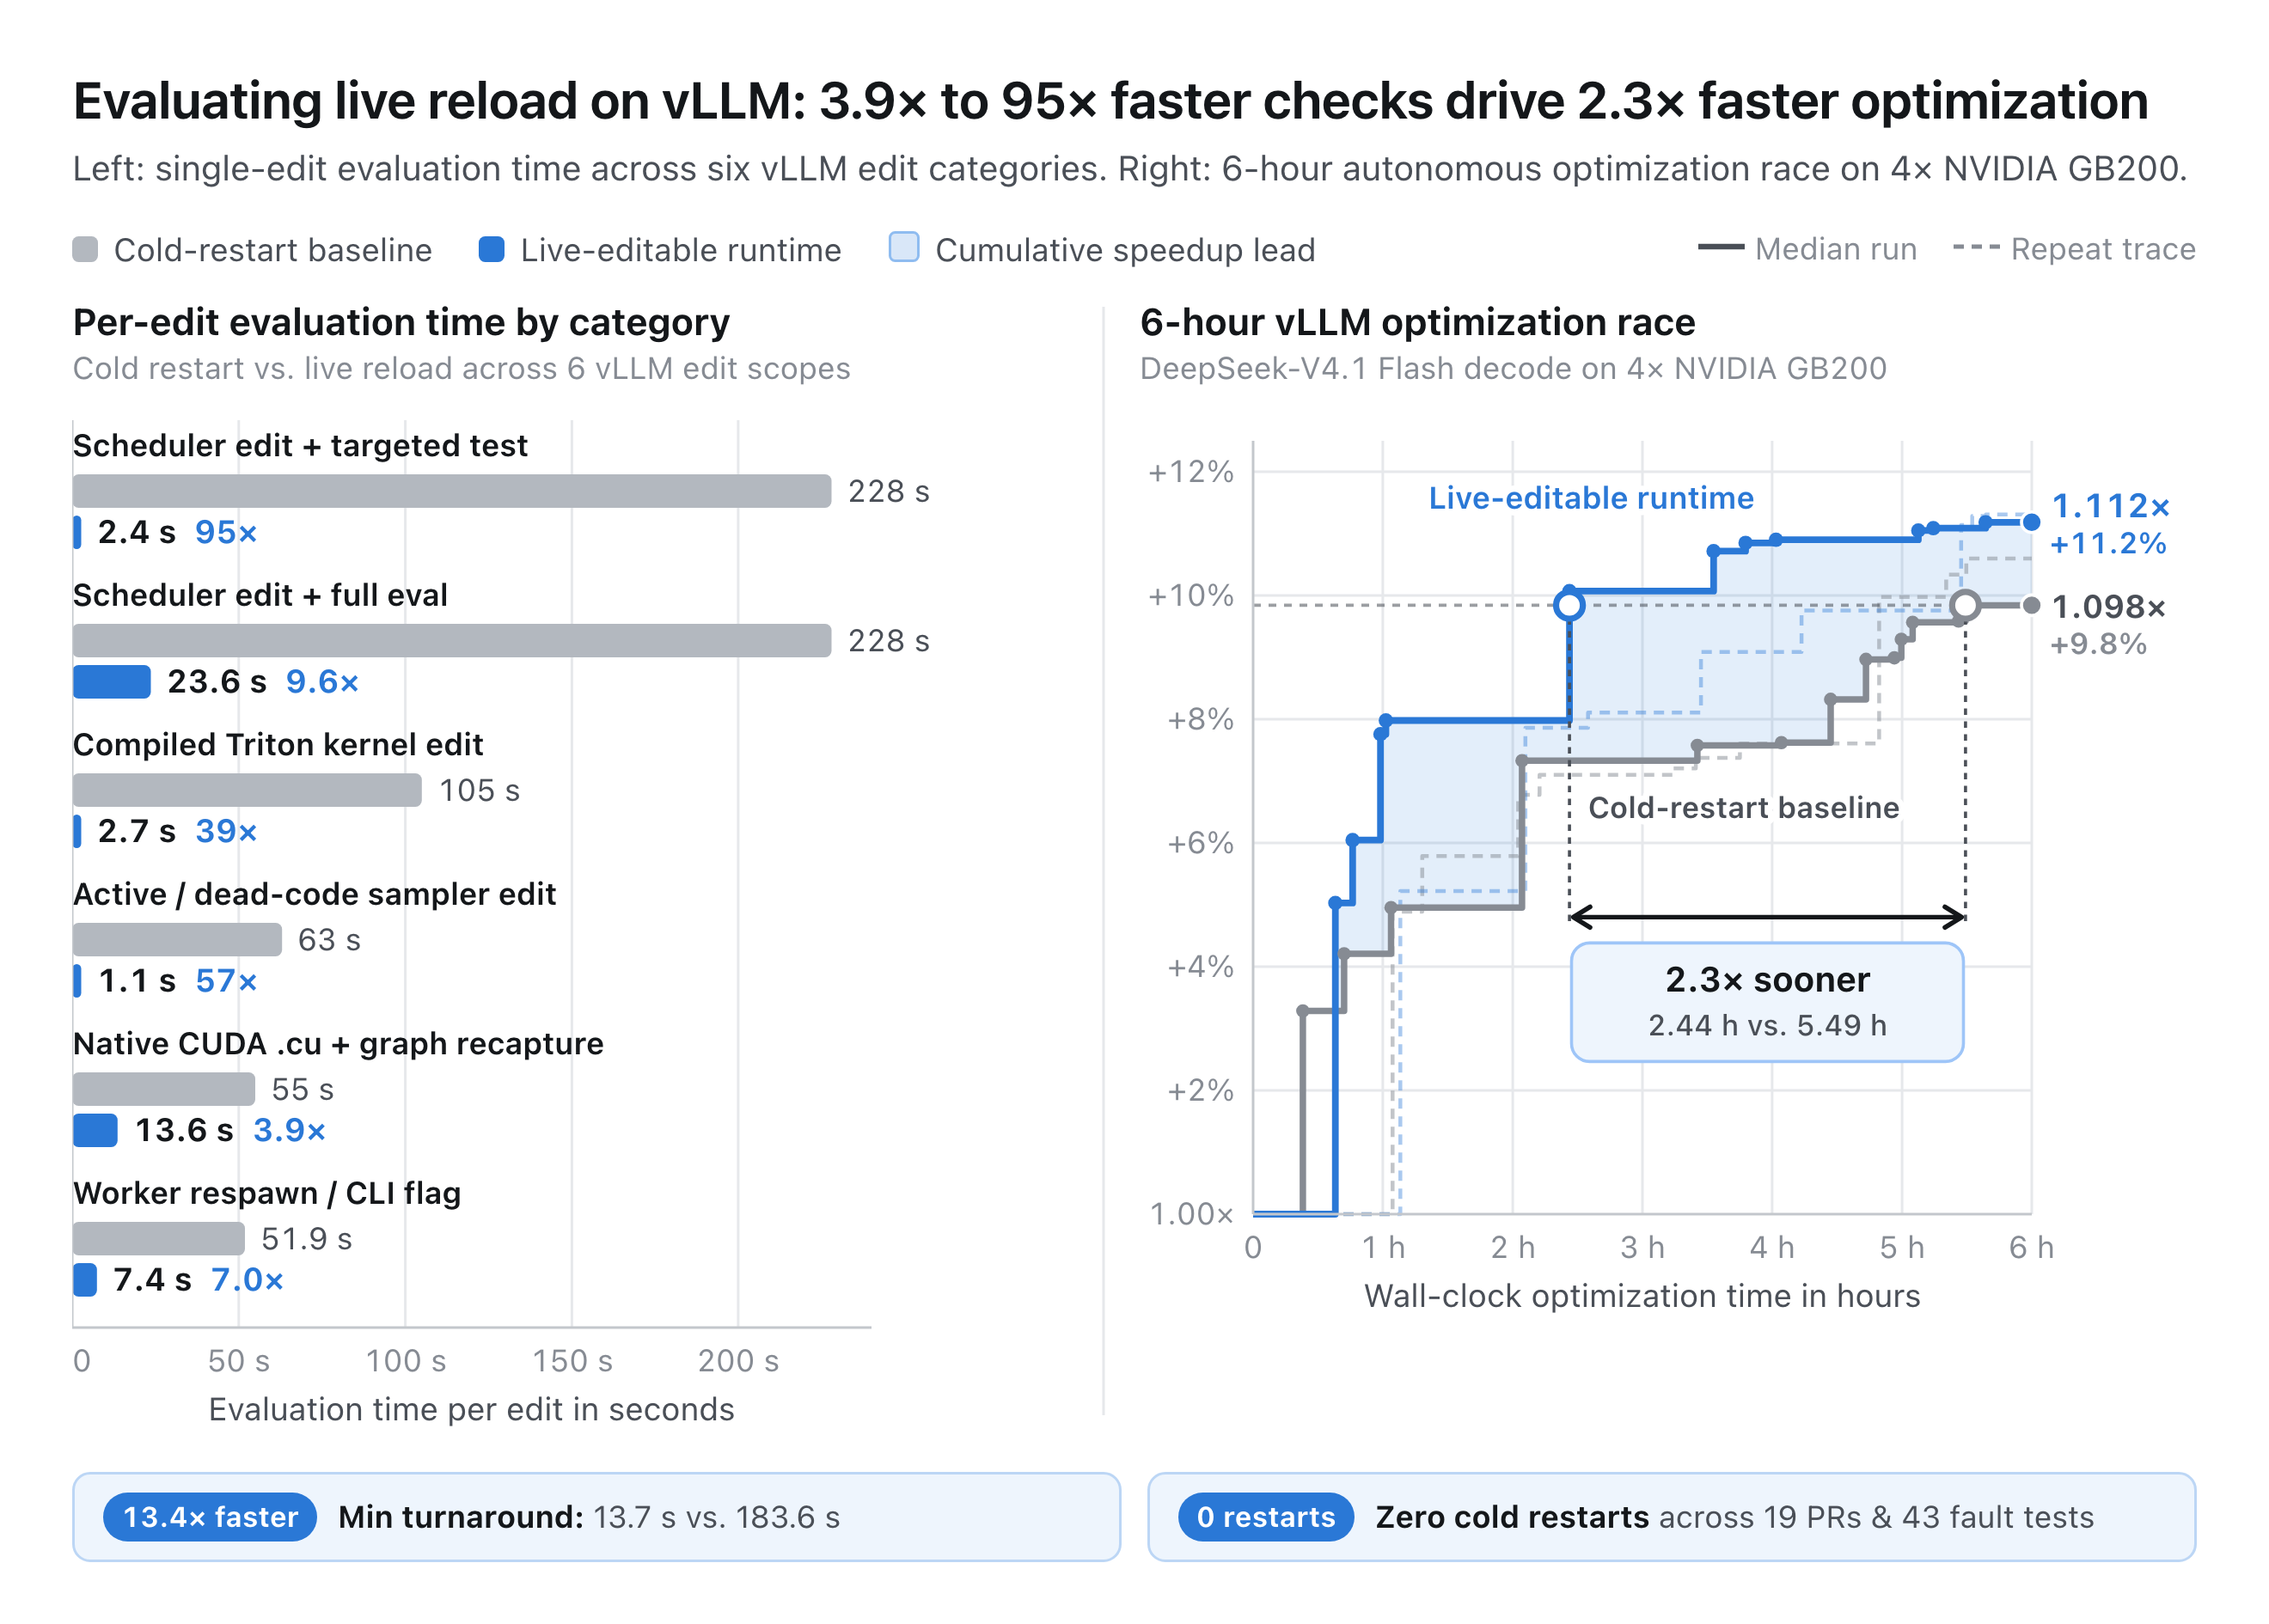 Evaluating live reload on vLLM: 3.9× to 95× faster checks drive 2.3× faster optimization
Left: single-edit evaluation time across six vLLM edit categories. Right: 6-hour autonomous optimization race on 4× NVIDIA GB200.
Cold-restart baseline
Live-editable runtime
Cumulative speedup lead
Median run
Repeat trace
Per-edit evaluation time by category
Cold restart vs. live reload across 6 vLLM edit scopes
Scheduler edit + targeted test
228 s
2.4 s 95×
Scheduler edit + full eval
228 s
23.6 s 9.6×
Compiled Triton kernel edit
105 s
2.7 s 39×
Active / dead-code sampler edit
63 s
1.1 s 57×
Native CUDA .cu + graph recapture
55 s
13.6 s 3.9×
Worker respawn / CLI flag
51.9 s
7.4 s 7.0×
0 50 s 100 s 150 s 200 s
Evaluation time per edit in seconds
6-hour vLLM optimization race
DeepSeek-V4.1 Flash decode on 4× NVIDIA GB200
+12%
+10%
+8%
+6%
+4%
+2%
1.00×
Live-editable runtime
1.112×
+11.2%
1.098×
+9.8%
Cold-restart baseline
2.3× sooner
2.44 h vs. 5.49 h
0 1 h 2 h 3 h 4 h 5 h 6 h
Wall-clock optimization time in hours
13.4× faster Min turnaround: 13.7 s vs. 183.6 s
0 restarts Zero cold restarts across 19 PRs & 43 fault tests